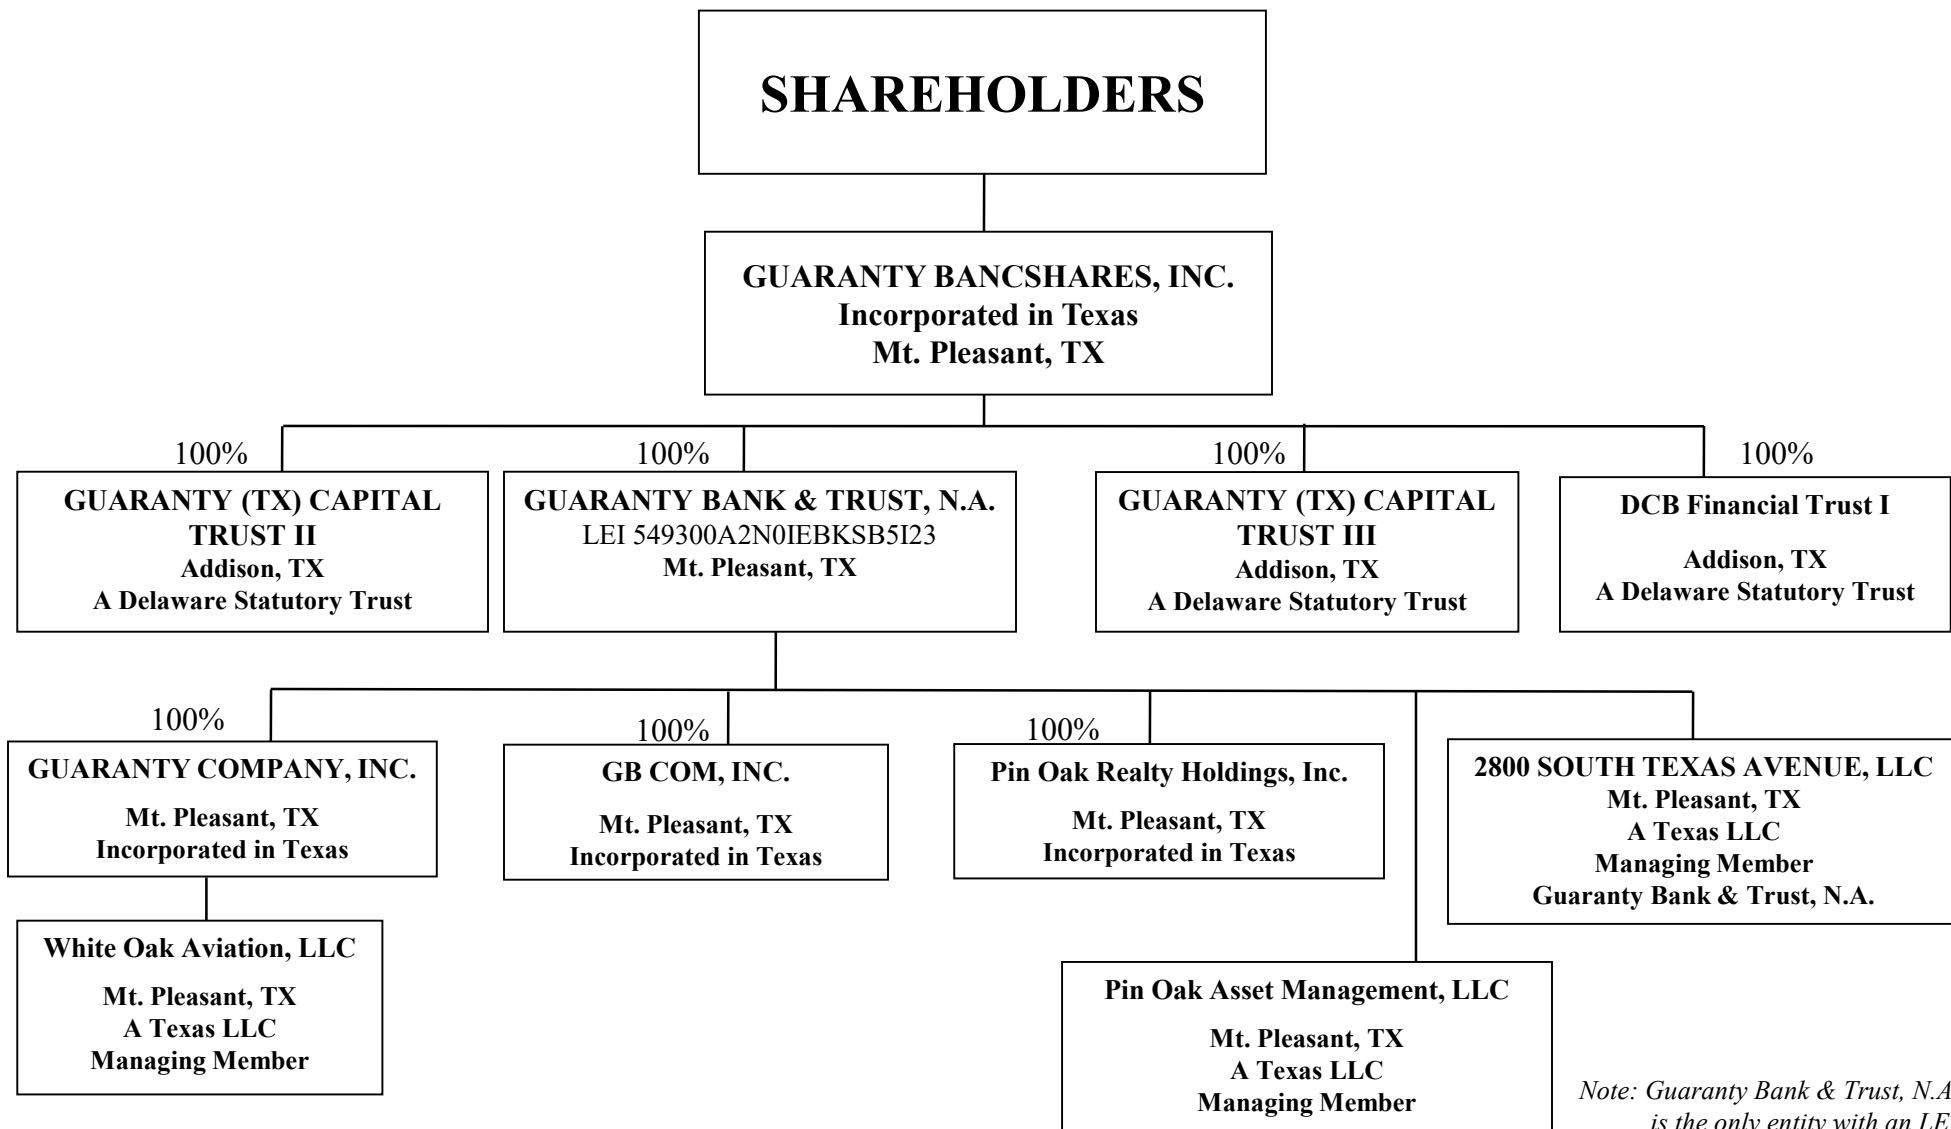 SHAREHOLDERS
GUARANTY BANCSHARES, INC.
Incorporated in Texas
Mt. Pleasant, TX
100%
100%
100%
100%
GUARANTY (TX) CAPITAL
TRUST II
Addison, TX
A Delaware Statutory Trust
GUARANTY BANK & TRUST, N.A.
LEI 549300A2N0IEBKSB5I23
Mt. Pleasant, TX
GUARANTY (TX) CAPITAL
TRUST III
Addison, TX
A Delaware Statutory Trust
DCB Financial Trust I
Addison, TX
A Delaware Statutory Trust
100%
100%
100%
GUARANTY COMPANY, INC.
Mt. Pleasant, TX
Incorporated in Texas
GB COM, INC.
Mt. Pleasant, TX
Incorporated in Texas
Pin Oak Realty Holdings, Inc.
Mt. Pleasant, TX
Incorporated in Texas
2800 SOUTH TEXAS AVENUE, LLC
Mt. Pleasant, TX
A Texas LLC
Managing Member
Guaranty Bank & Trust, N.A.
White Oak Aviation, LLC
Mt. Pleasant, TX
A Texas LLC
Managing Member
Pin Oak Asset Management, LLC
Mt. Pleasant, TX
A Texas LLC
Managing Member
Note: Guaranty Bank & Trust, N.A
is the only entity with an LE